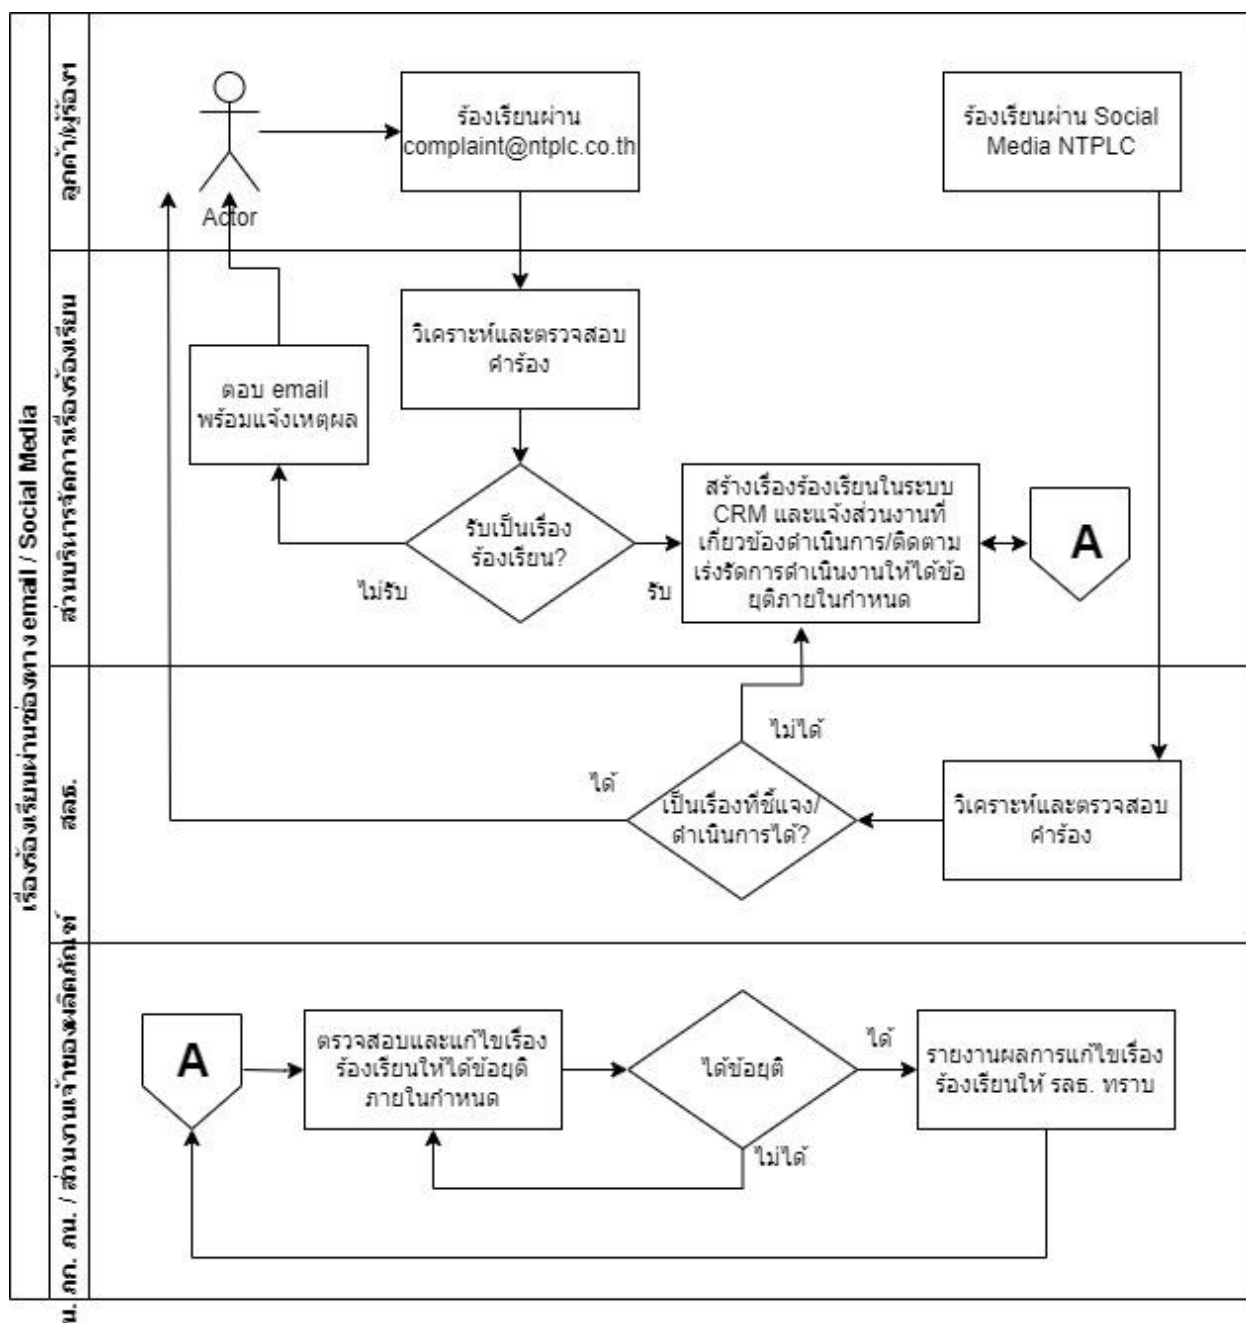 เรื่องร้องเรียนผ่านช่องทาง email / Social Media
ลูกค้า/ผู้ร้องฯ
Actor
ร้องเรียนผ่าน
complaint@ntplc.co.th
ร้องเรียนผ่าน Social
Media NTPLC
ส่วนบริหารจัดการเรื่องร้องเรียน
วิเคราะห์และตรวจสอบ
คำร้อง
ตอบ email
พร้อมแจ้งเหตุผล
รับเป็นเรื่อง
ร้องเรียน?
ไม่รับ
รับ
สร้างเรื่องร้องเรียนในระบบ
CRM และแจ้งส่วนงานที่
เกี่ยวข้องดำเนินการ/ติดตาม
เร่งรัดการดำเนินงานให้ได้ข้อ
ยุติภายในกำหนด
A
สลธ.
ไม่ได้
ได้
เป็นเรื่องที่ชี้แจง/
ดำเนินการได้?
วิเคราะห์และตรวจสอบ
คำร้อง
น. ภก. ภน. / ส่วนงานเจ้าของผลิตภัณฑ์
A
ตรวจสอบและแก้ไขเรื่อง
ร้องเรียนให้ได้ข้อยุติ
ภายในกำหนด
ได้ข้อยุติ
ได้
ไม่ได้
รายงานผลการแก้ไขเรื่อง
ร้องเรียนให้ รลธ. ทราบ